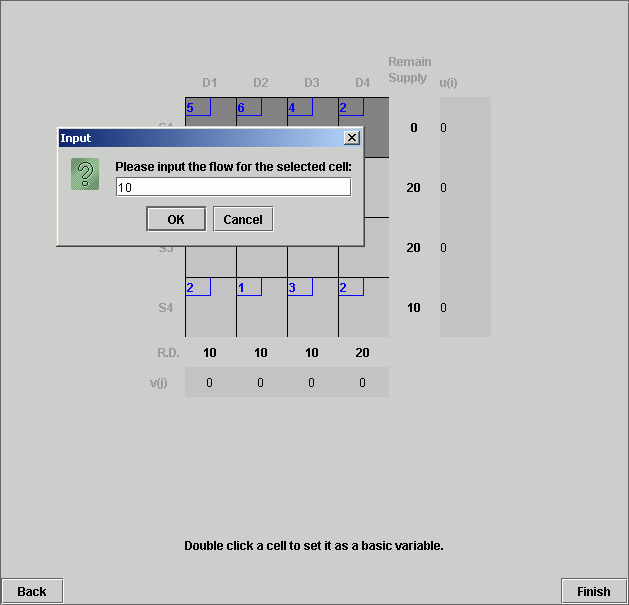 Remain
Supply
D1 D2 D3 D4 u(i)
5 6 4 2
0 0
Input
Please input the flow for the selected cell:
10
OK Cancel
20 0
S3 20 0
2 1 3 2
S4 10 0
R.D. 10 10 10 20
v(j) 0 0 0 0
Double click a cell to set it as a basic variable.
Back Finish